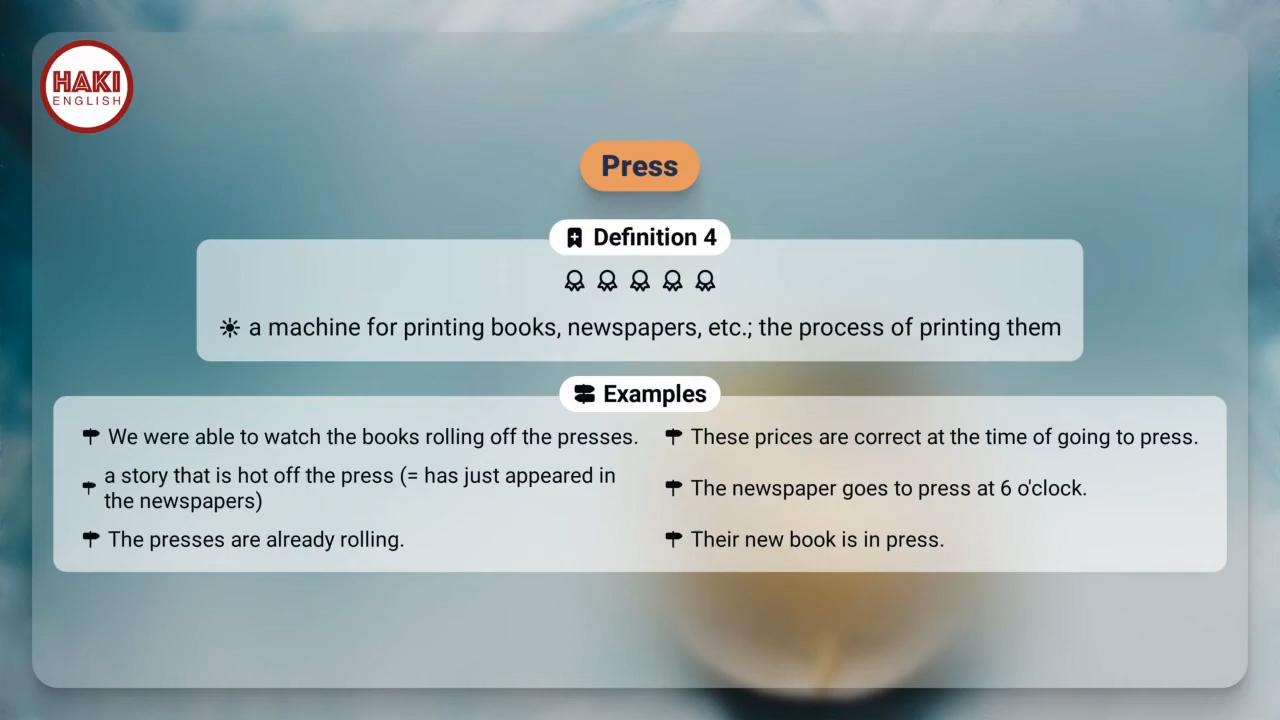 HAKI
ENGLISH
Press
Definition 4
a machine for printing books, newspapers, etc.; the process of printing them
Examples
We were able to watch the books rolling off the presses.
a story that is hot off the press (= has just appeared in
the newspapers)
The presses are already rolling.
These prices are correct at the time of going to press.
The newspaper goes to press at 6 o'clock.
Their new book is in press.